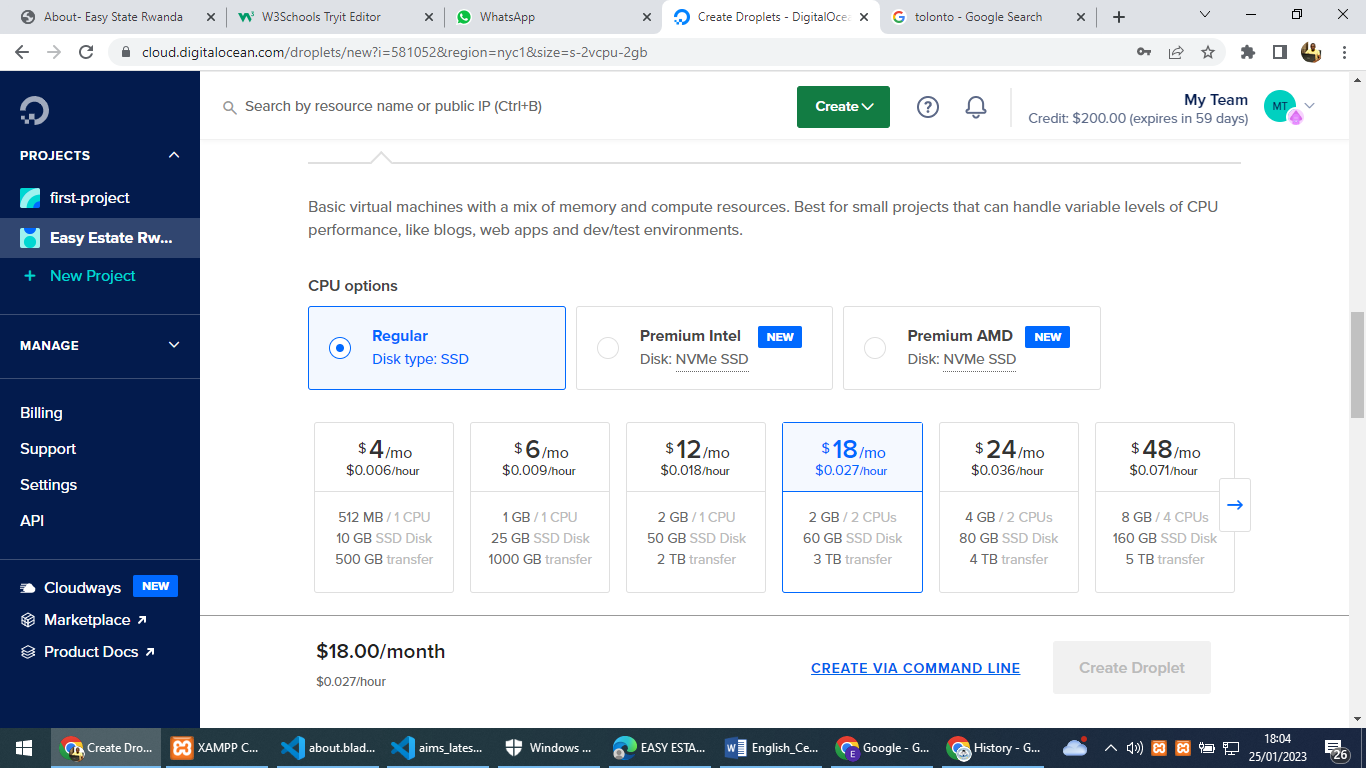 About- Easy State Rwanda
W3Schools Tryit Editor
WhatsApp
Create Droplets - DigitalOcea
tolonto - Google Search
cloud.digitalocean.com/droplets/new?i=581052&region=nyc1&size=s-2vcpu-2gb
Search by resource name or public IP (Ctrl+B)
Create
My Team
Credit: $200.00 (expires in 59 days)
MT
PROJECTS
first-project
Easy Estate Rw...
+ New Project
MANAGE
Billing
Support
Settings
API
Cloudways NEW
Marketplace
Product Docs
Basic virtual machines with a mix of memory and compute resources. Best for small projects that can handle variable levels of CPU
performance, like blogs, web apps and dev/test environments.
CPU options
Regular
Disk type: SSD
Premium Intel NEW
Disk: NVMe SSD
Premium AMD NEW
Disk: NVMe SSD
$4/mo
$0.006/hour
512 MB / 1 CPU
10 GB SSD Disk
500 GB transfer
$6/mo
$0.009/hour
1 GB / 1 CPU
25 GB SSD Disk
1000 GB transfer
$12/mo
$0.018/hour
2 GB / 1 CPU
50 GB SSD Disk
2 TB transfer
$18/mo
$0.027/hour
2 GB / 2 CPUs
60 GB SSD Disk
3 TB transfer
$24/mo
$0.036/hour
4 GB / 2 CPUs
80 GB SSD Disk
4 TB transfer
$48/mo
$0.071/hour
8 GB / 4 CPUs
160 GB SSD Disk
5 TB transfer
$18.00/month
$0.027/hour
CREATE VIA COMMAND LINE
Create Droplet
Create Dro...
XAMPP C...
about.blad...
aims_lates...
Windows ...
EASY ESTA...
English_Ce...
Google - G...
History - G...
18:04
25/01/2023
26